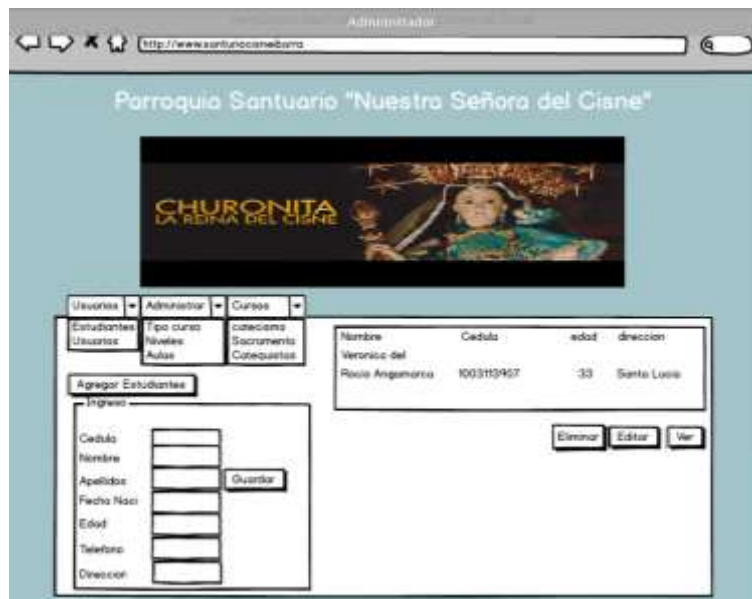 Administrador
http://www.santuriocisneibarra
Parroquia Santuario "Nuestra Señora del Cisne"
CHURONITA
LA REINA DEL CISNE
Usuarios Administrar Cursos
Estudiantes Tipo curso catecismo
Usuarios Niveles Sacramento
Aulas Catequistas
Nombre Cedula edad direccion
Veronica del
Rocio Angamarca 1003113907 33 Santa Lucia
Agregar Estudiantes
Ingreso
Eliminar Editar Ver
Cedula
Nombre
Apellidos Guardar
Fecha Naci
Edad
Telefono
Direccion